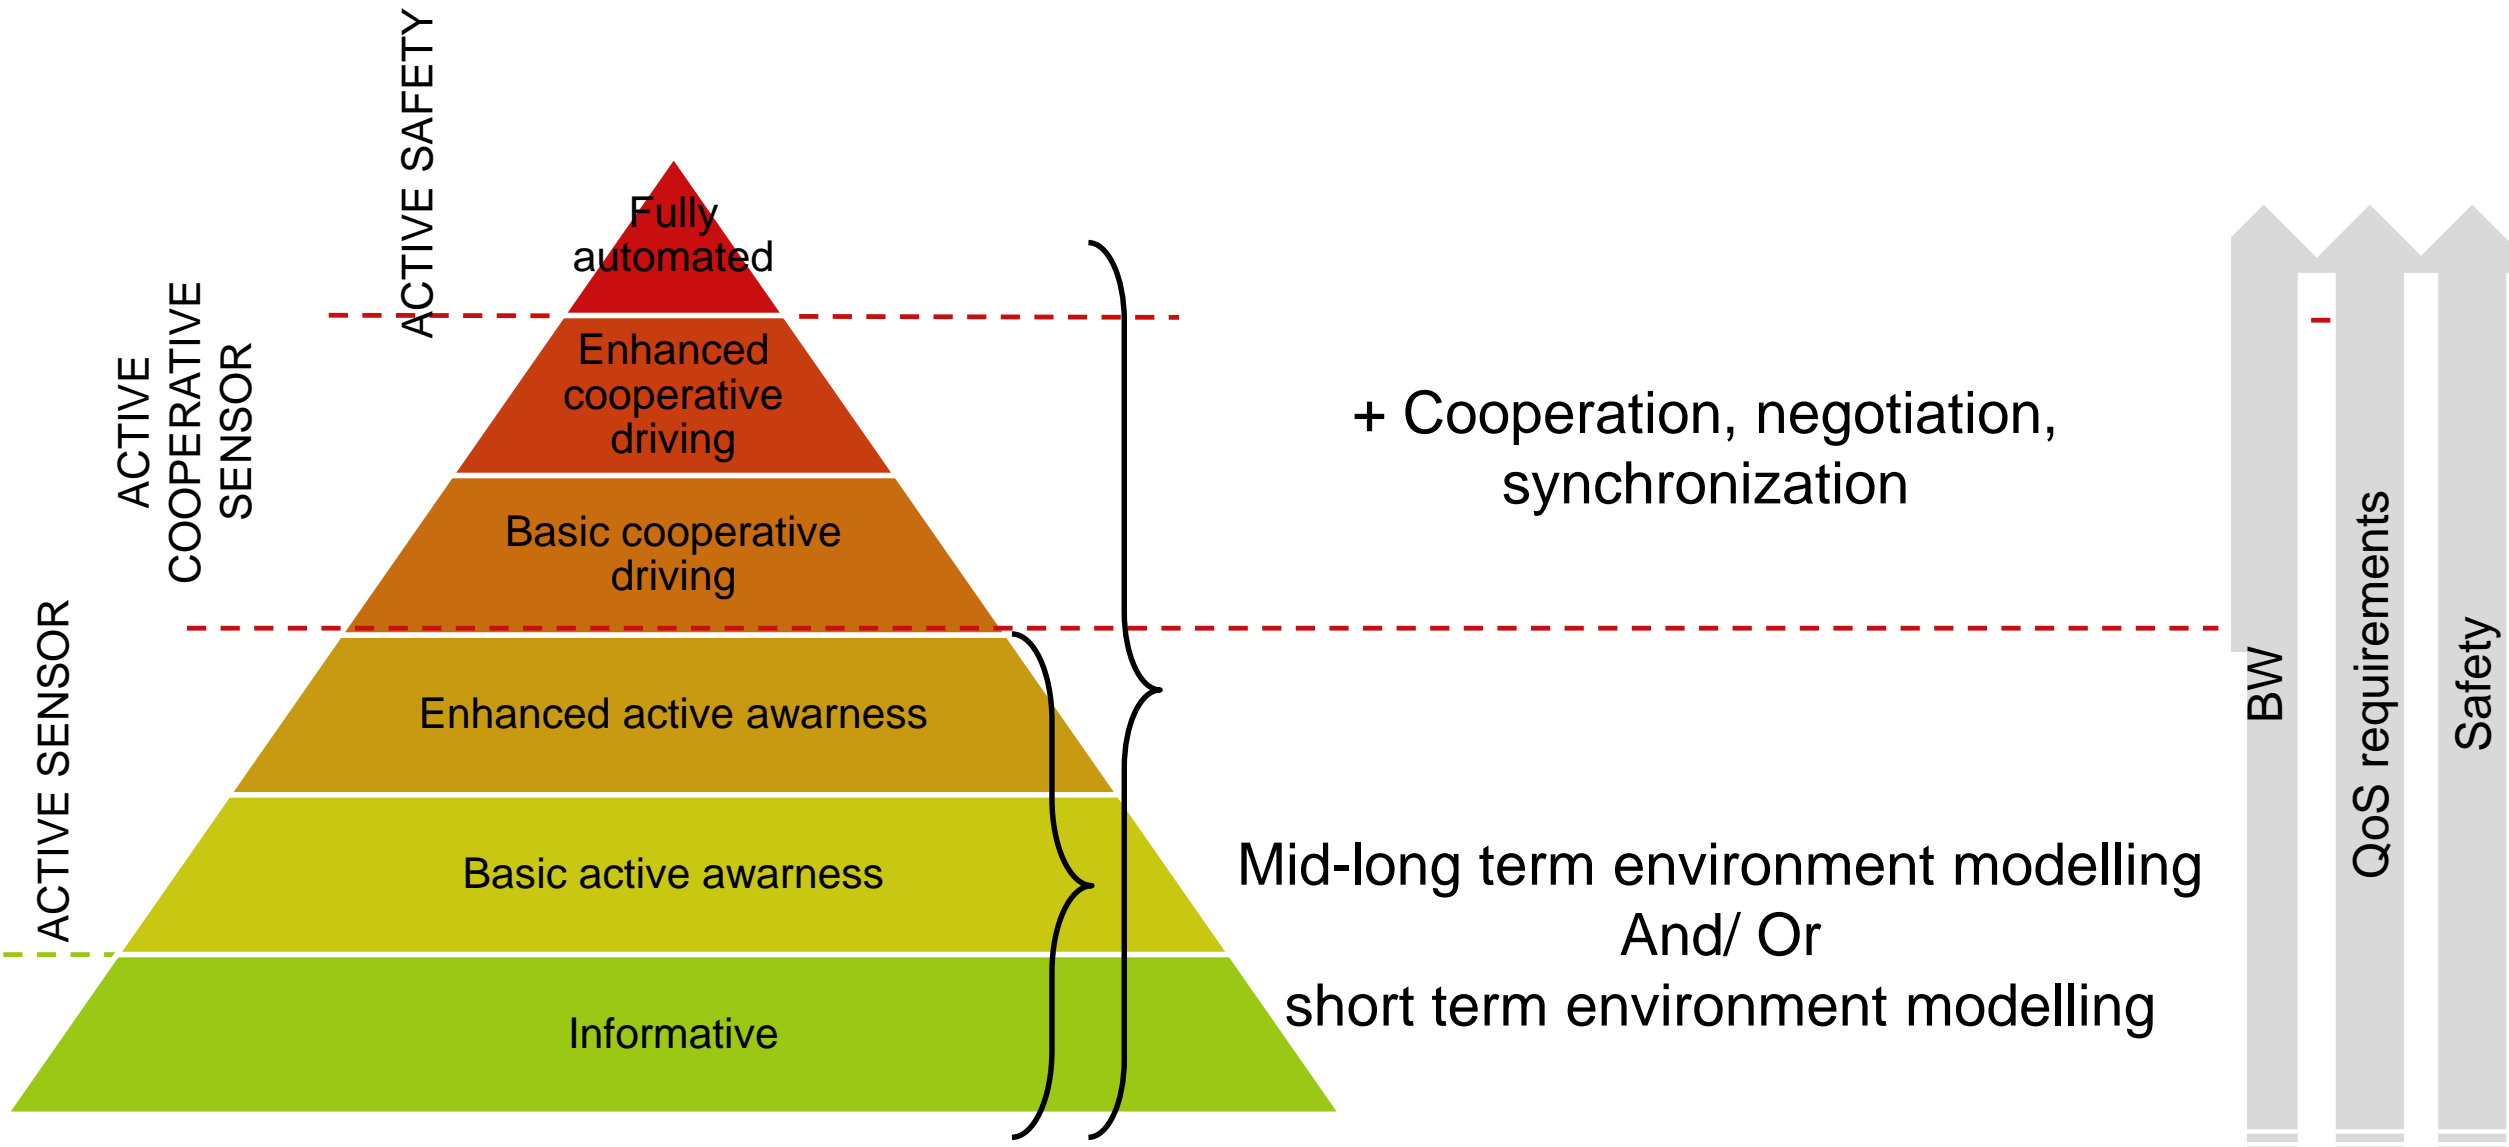 ACTIVE SAFETY
ACTIVE
COOPERATIVE
SENSOR
ACTIVE SENSOR
Fully
automated
Enhanced
cooperative
driving
Basic cooperative
driving
Enhanced active awarness
Basic active awarness
Informative
+ Cooperation, negotiation,
synchronization
Mid-long term environment modelling
And/ Or
short term environment modelling
BW
QoS requirements
Safety